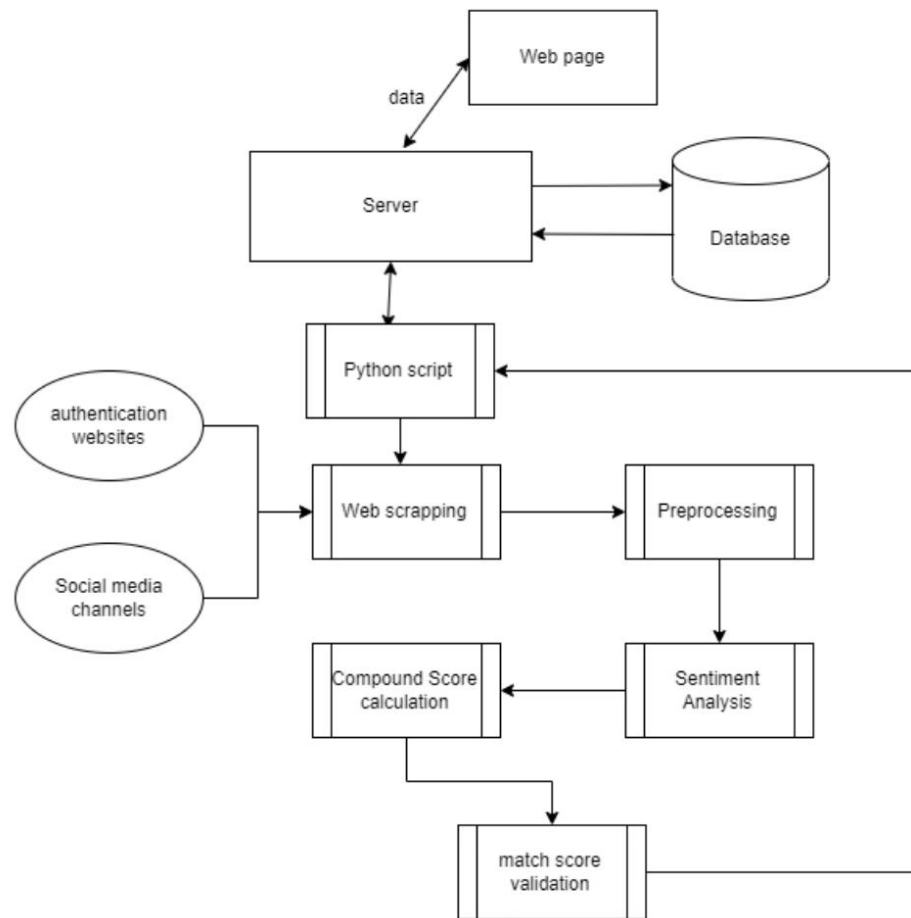 Web page
data
Server
Database
Python script
authentication
websites
Web scrapping
Preprocessing
Social media
channels
Compound Score
calculation
Sentiment
Analysis
match score
validation